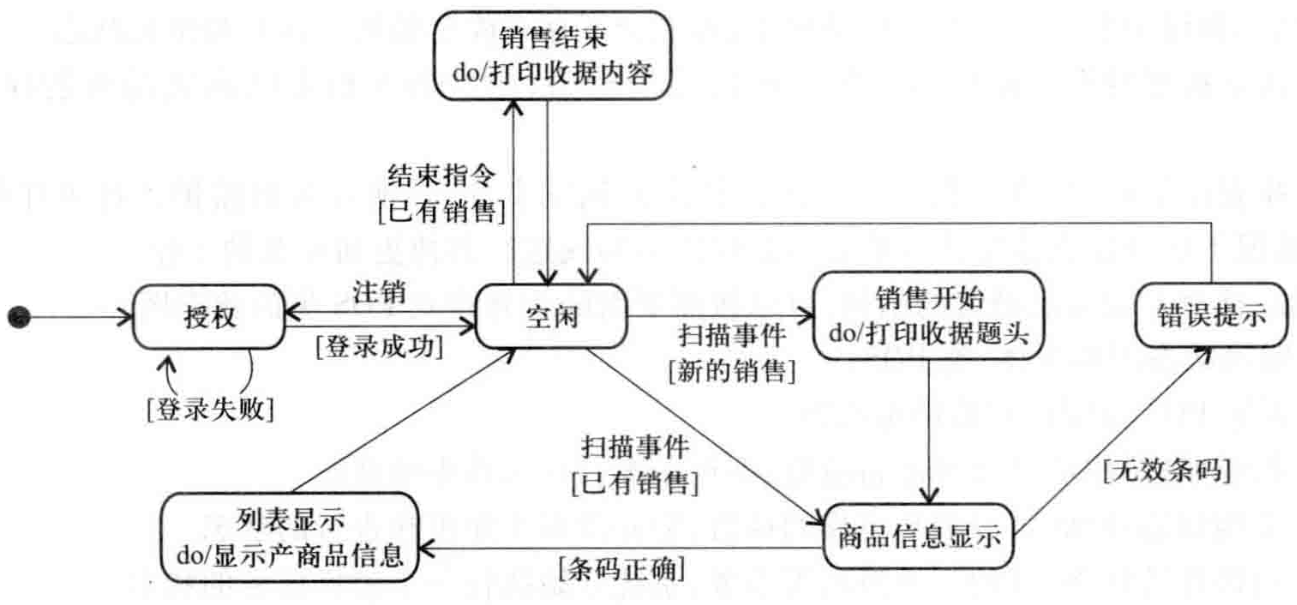 销售结束
do/打印收据内容
结束指令
[已有销售]
授权
注销
[登录成功]
空闲
扫描事件
[新的销售]
销售开始
do/打印收据题头
错误提示
[登录失败]
扫描事件
[已有销售]
[无效条码]
列表显示
do/显示产商品信息
[条码正确]
商品信息显示